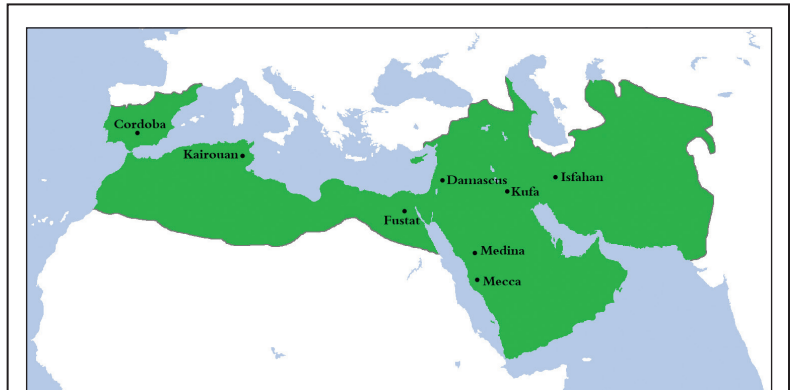 Cordoba
Kairouan
Damascus
Isfahan
Kufa
Fustat
Medina
Mecca